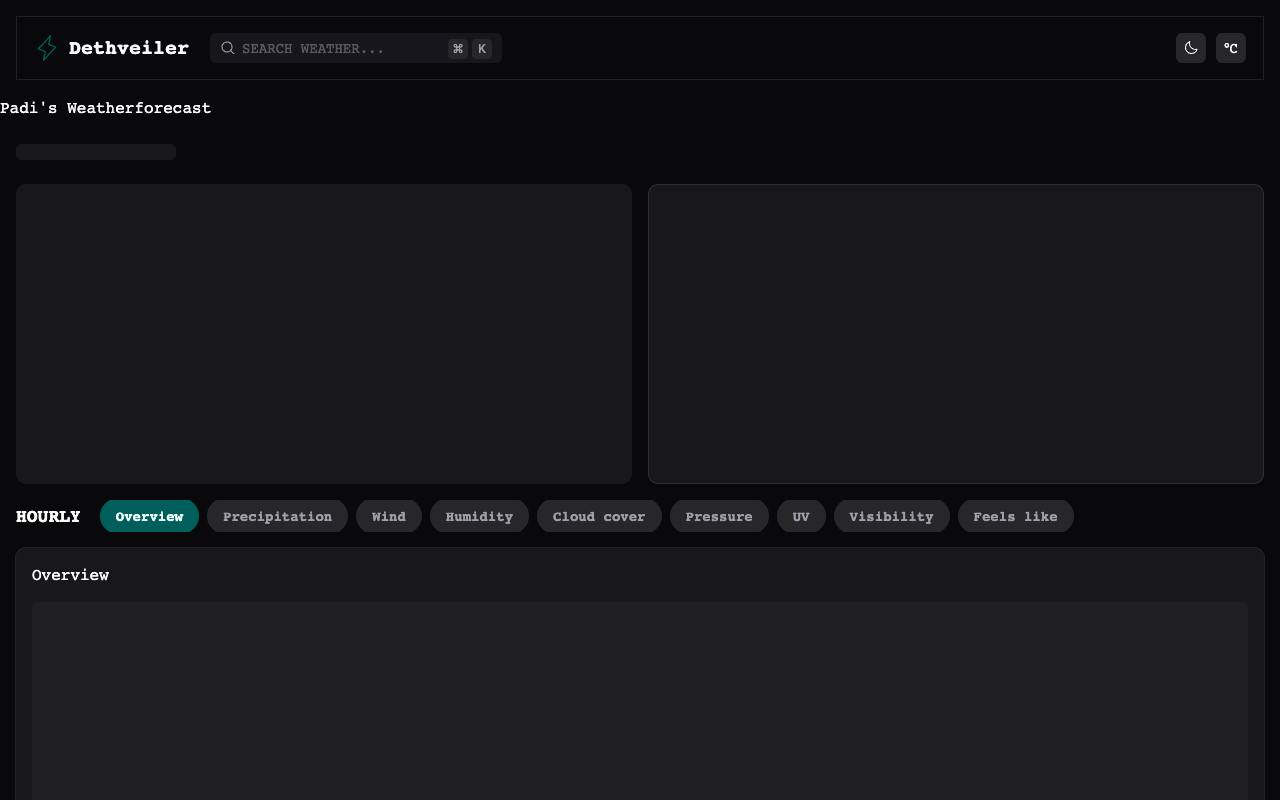 Dethveiler
SEARCH WEATHER...
⌘ K
°C
Padi's Weatherforecast
HOURLY
Overview
Precipitation
Wind
Humidity
Cloud cover
Pressure
UV
Visibility
Feels like
Overview